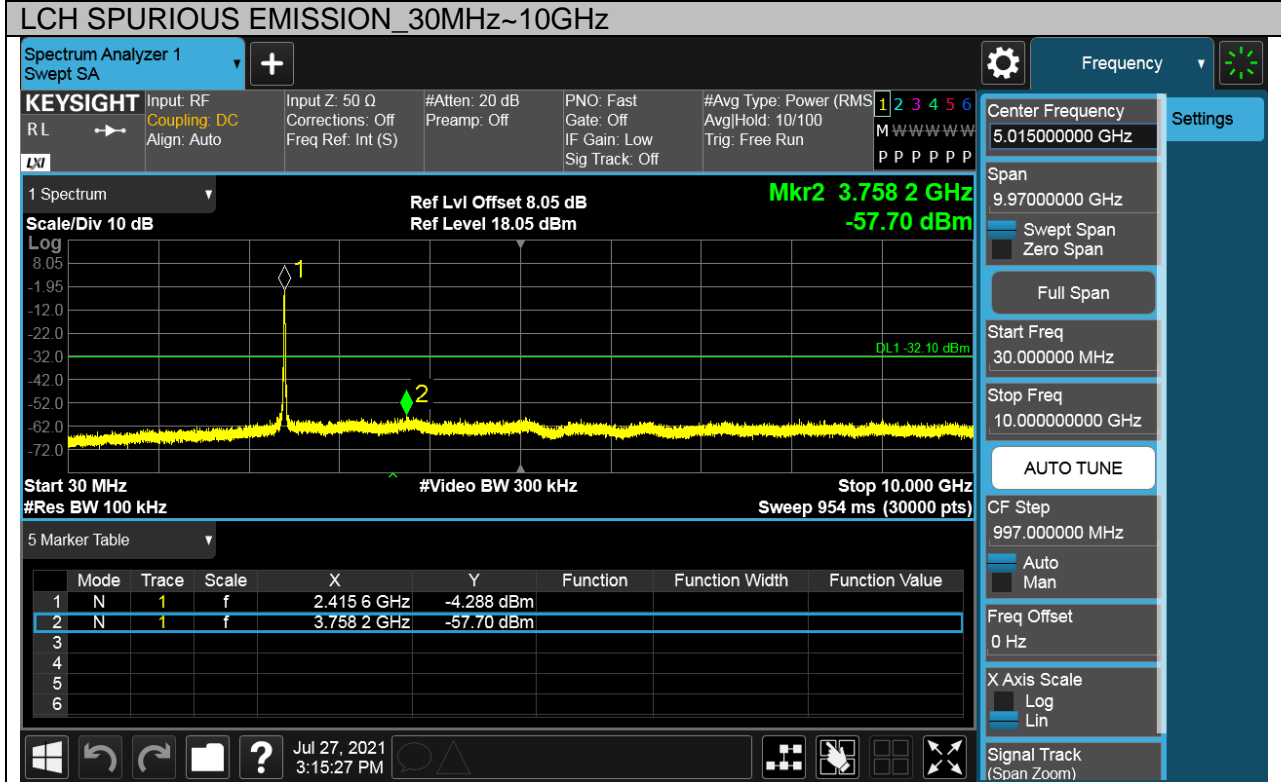 LCH SPURIOUS EMISSION_30MHz~10GHz
Spectrum Analyzer 1
Swept SA
+
Frequency
KEYSIGHT
RL
LXI
Input: RF
Coupling: DC
Align: Auto
Input Z: 50 Ω
Corrections: Off
Freq Ref: Int (S)
#Atten: 20 dB
Preamp: Off
PNO: Fast
Gate: Off
IF Gain: Low
Sig Track: Off
#Avg Type: Power (RMS
Avg|Hold: 10/100
Trig: Free Run
1 2 3 4 5 6
M W W W W W
P P P P P P
1 Spectrum
Scale/Div 10 dB
Ref Lvl Offset 8.05 dB
Ref Level 18.05 dBm
Mkr2 3.758 2 GHz
-57.70 dBm
Log
8.05
-1.95
-12.0
-22.0
-32.0
-42.0
-52.0
-62.0
-72.0
1
2
DL1 -32.10 dBm
Start 30 MHz
#Video BW 300 kHz
Stop 10.000 GHz
#Res BW 100 kHz
Sweep 954 ms (30000 pts)
5 Marker Table
Mode Trace Scale X Y Function Function Width Function Value
1 N 1 f 2.415 6 GHz -4.288 dBm
2 N 1 f 3.758 2 GHz -57.70 dBm
3
4
5
6
?
Jul 27, 2021
3:15:27 PM
Center Frequency
5.015000000 GHz
Settings
Span
9.97000000 GHz
Swept Span
Zero Span
Full Span
Start Freq
30.000000 MHz
Stop Freq
10.000000000 GHz
AUTO TUNE
CF Step
997.000000 MHz
Auto
Man
Freq Offset
0 Hz
X Axis Scale
Log
Lin
Signal Track
(Span Zoom)